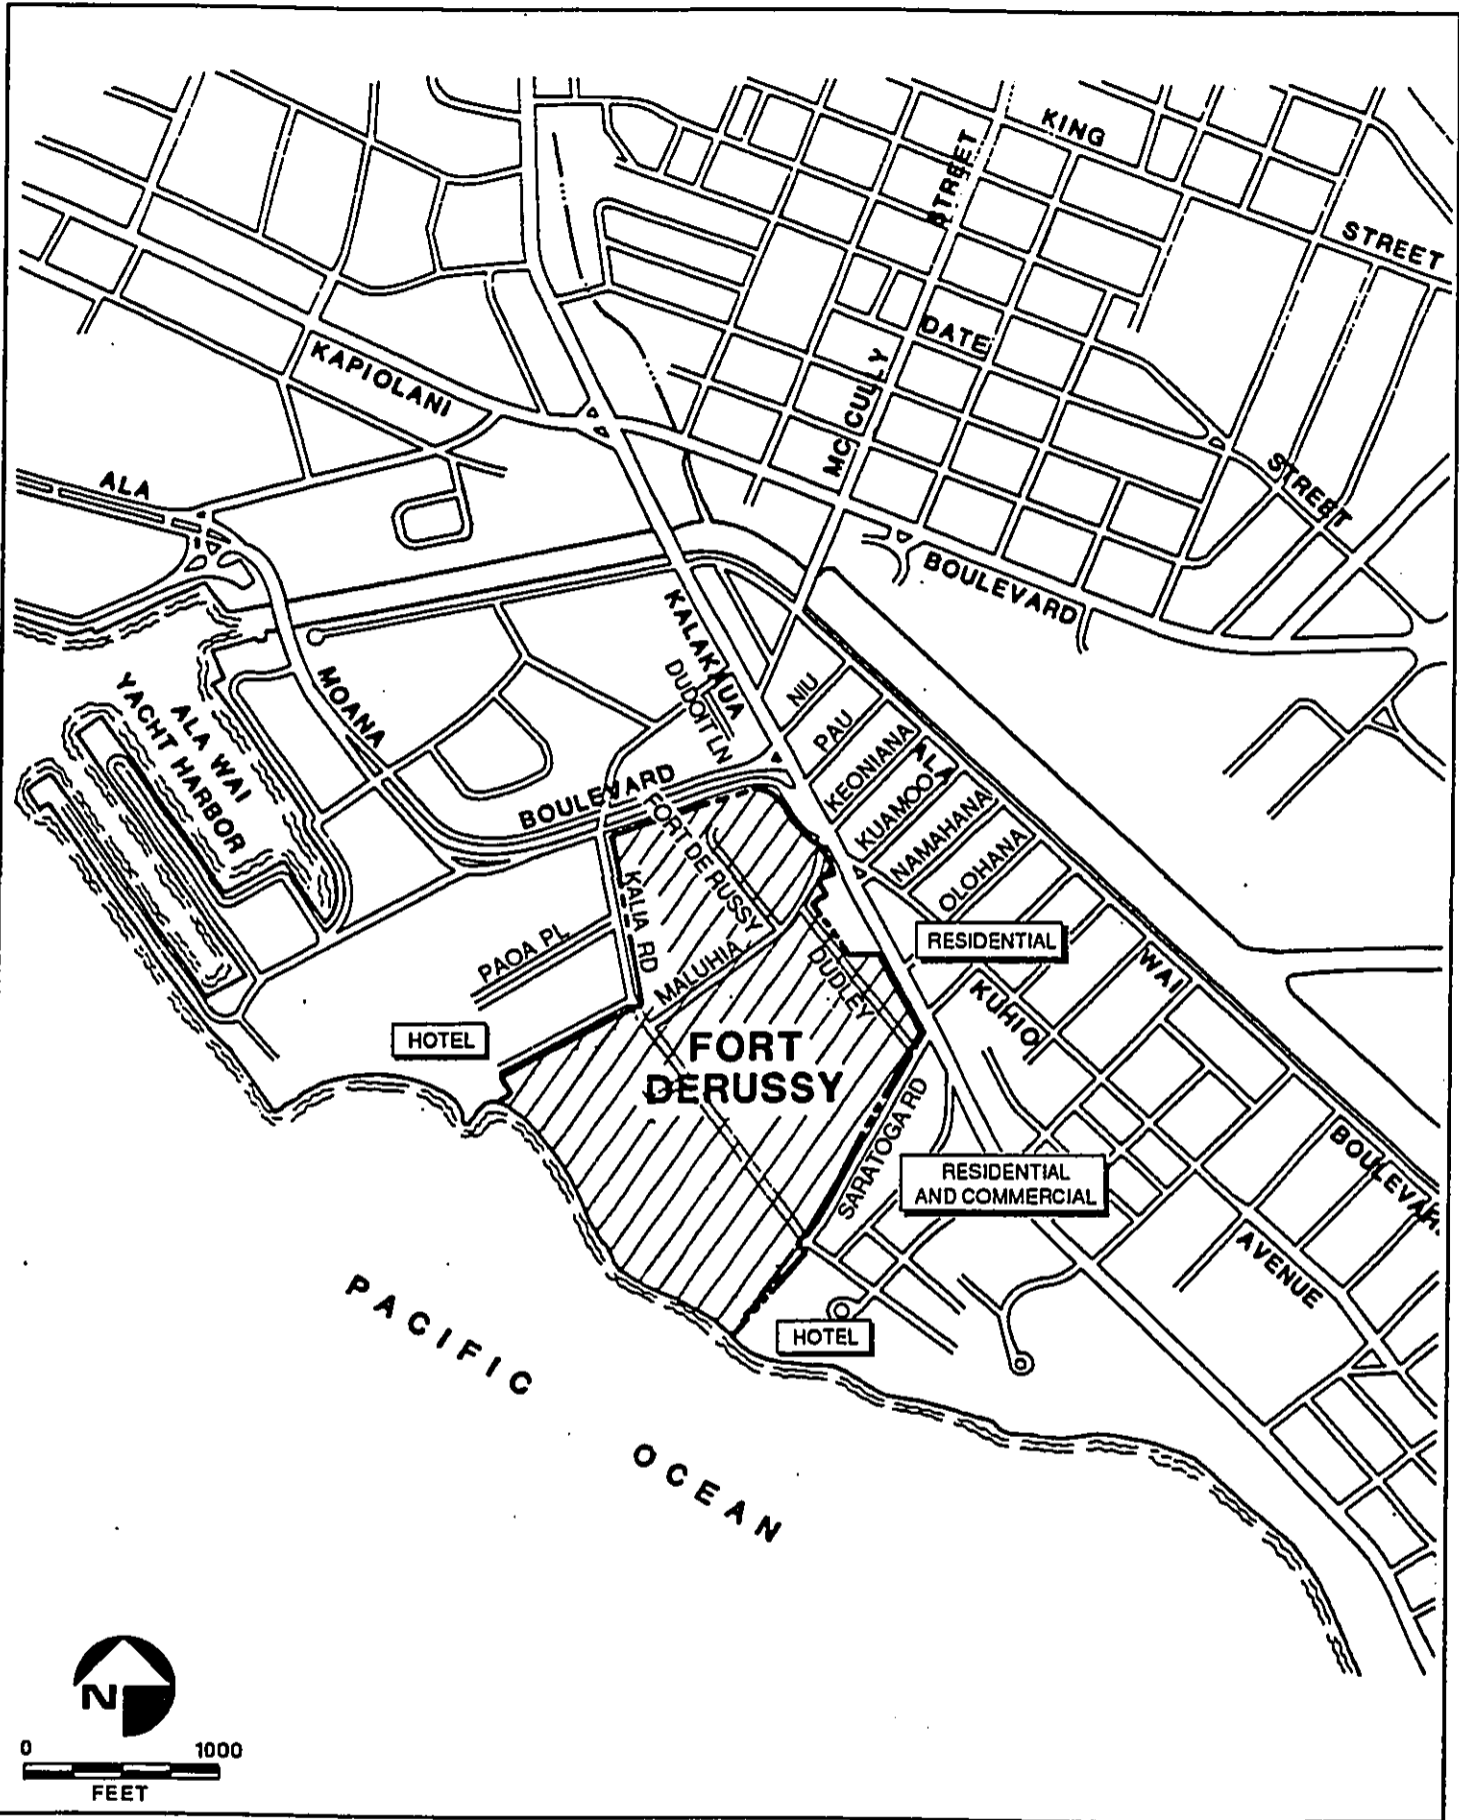 KING
STREET
STREET
DATE
STREET
MC CULLY
KAPIOLANI
BOULEVARD
ALA
MOANA
BOULEVARD
ALA WAI
YACHT HARBOR
KALAKAUA
DUDOIT LN
NIU
PAU
KEONIANA
KUAMOO
NAMAHANA
OLOHANA
ALA
WAI
BOULEVAR
FORT DE RUSSY
KALIA RD
PAOA PL
MALUHIA
DUDLEY
RESIDENTIAL
KUHIO
AVENUE
HOTEL
FORT
DERUSSY
SARATOGA RD
RESIDENTIAL
AND COMMERCIAL
HOTEL
PACIFIC
OCEAN
N
0 1000
FEET